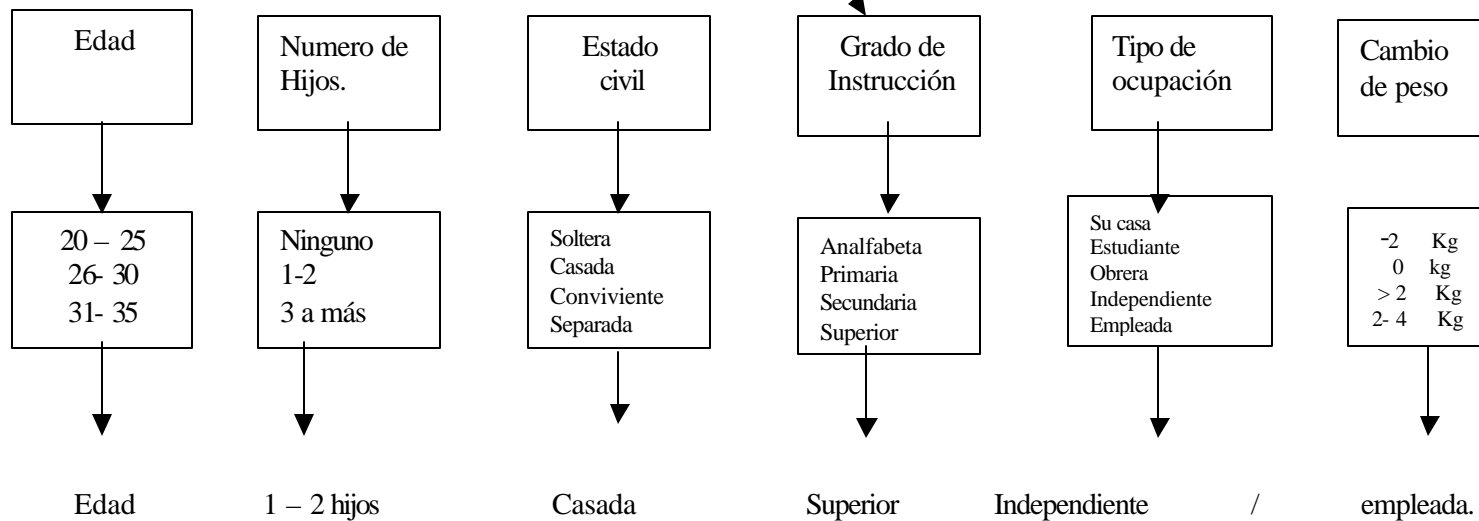 Edad
Numero de
Hijos.
Estado
civil
Grado de
Instrucción
Tipo de
ocupación
Cambio
de peso
20 – 25
26- 30
31- 35
Ninguno
1-2
3 a más
Soltera
Casada
Conviviente
Separada
Analfabeta
Primaria
Secundaria
Superior
Su casa
Estudiante
Obrera
Independiente
Empleada
-2 Kg
0 kg
> 2 Kg
2- 4 Kg
Edad 1 – 2 hijos Casada Superior Independiente / empleada.